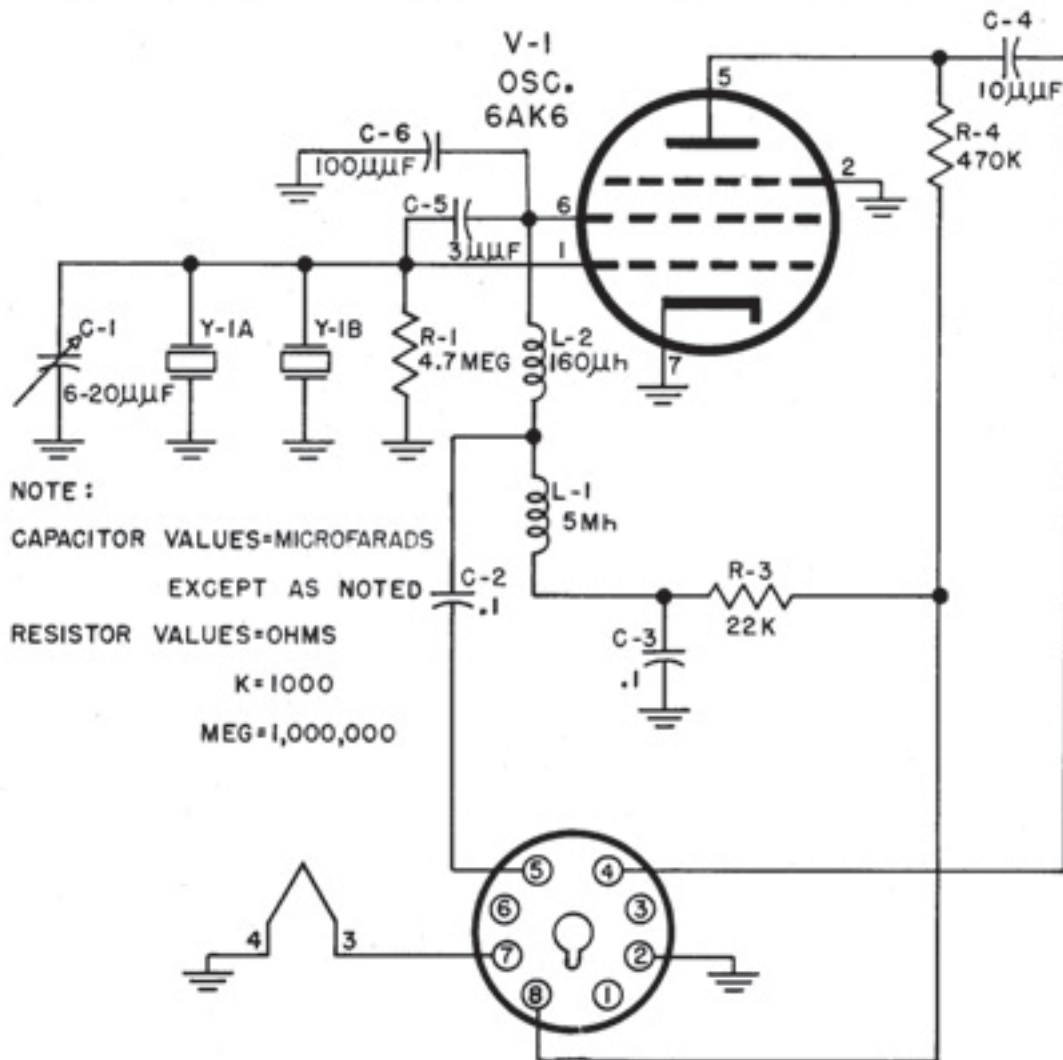 C-4
V-1
OSC.
6AK6
5
10µµF
C-6
100µµF
R-4
470K
2
C-5
6
3µµF
1
C-1
Y-1A
Y-1B
R-1
4.7MEG
L-2
160µh
7
6-20µµF
NOTE:
L-1
5Mh
CAPACITOR VALUES=MICROFARADS
EXCEPT AS NOTED
C-2
.1
R-3
22K
RESISTOR VALUES=OHMS
C-3
.1
K=1000
MEG=1,000,000
5
4
6
3
4
3
7
2
8
1